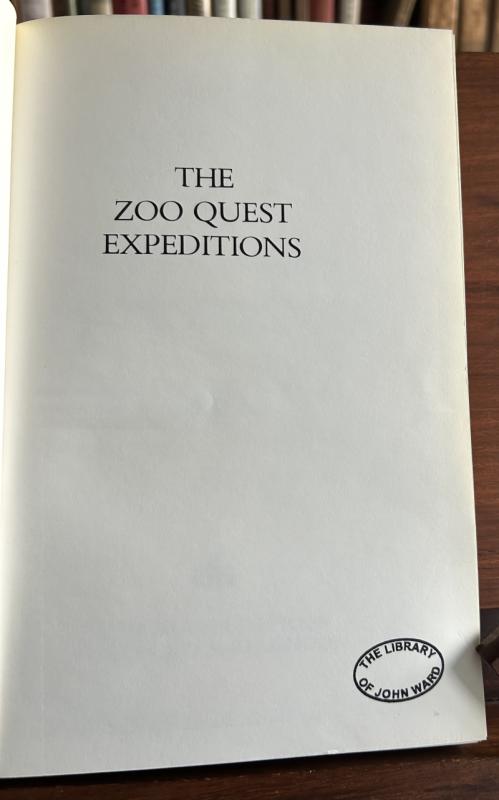 THE
ZOO QUEST
EXPEDITIONS
THE LIBRARY
OF JOHN WARD